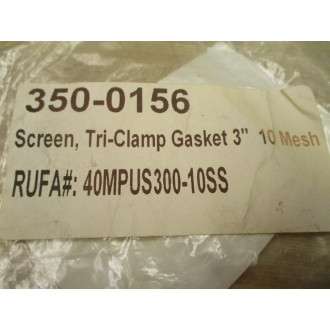 350-0156
Screen, Tri-Clamp Gasket 3" 10 Mesh
RUFA#: 40MPUS300-10SS